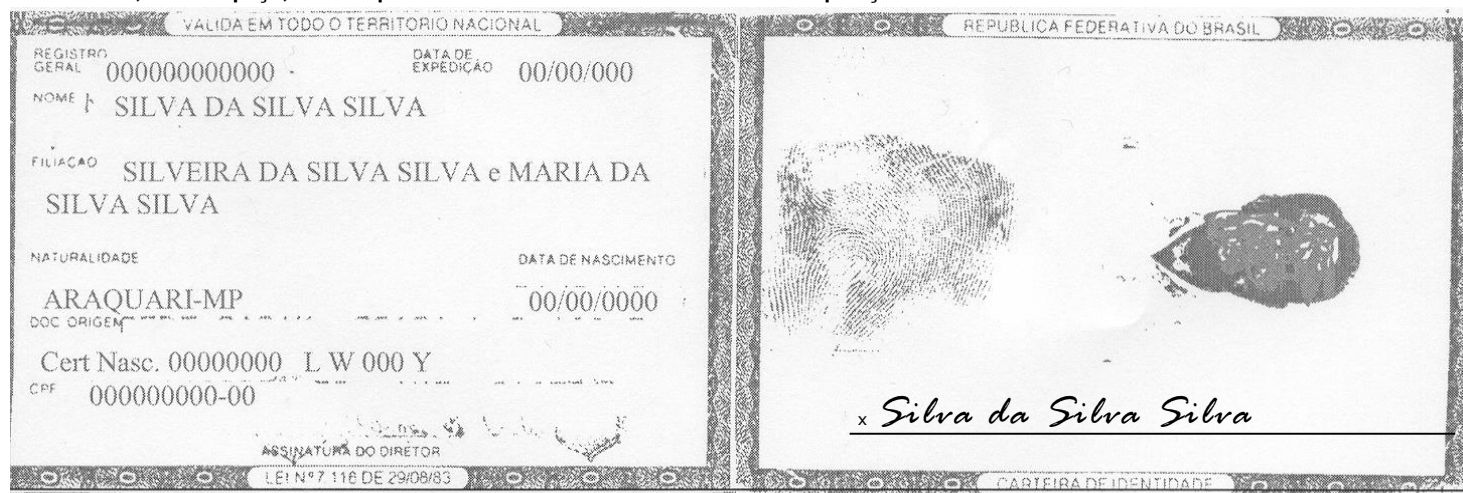 VALIDA EM TODO O TERRITORIO NACIONAL
REGISTRO GERAL 000000000000
DATA DE EXPEDIÇÃO 00/00/000
NOME SILVA DA SILVA SILVA
FILIAÇÃO SILVEIRA DA SILVA SILVA e MARIA DA
SILVA SILVA
NATURALIDADE
DATA DE NASCIMENTO
ARAQUARI-MP 00/00/0000
DOC ORIGEM
Cert Nasc. 00000000 L W 000 Y
CPF 000000000-00
ASSINATURA DO DIRETOR
LEI Nº 7.116 DE 29/08/83
REPUBLICA FEDERATIVA DO BRASIL
x Silva da Silva Silva
CARTEIRA DE IDENTIDADE